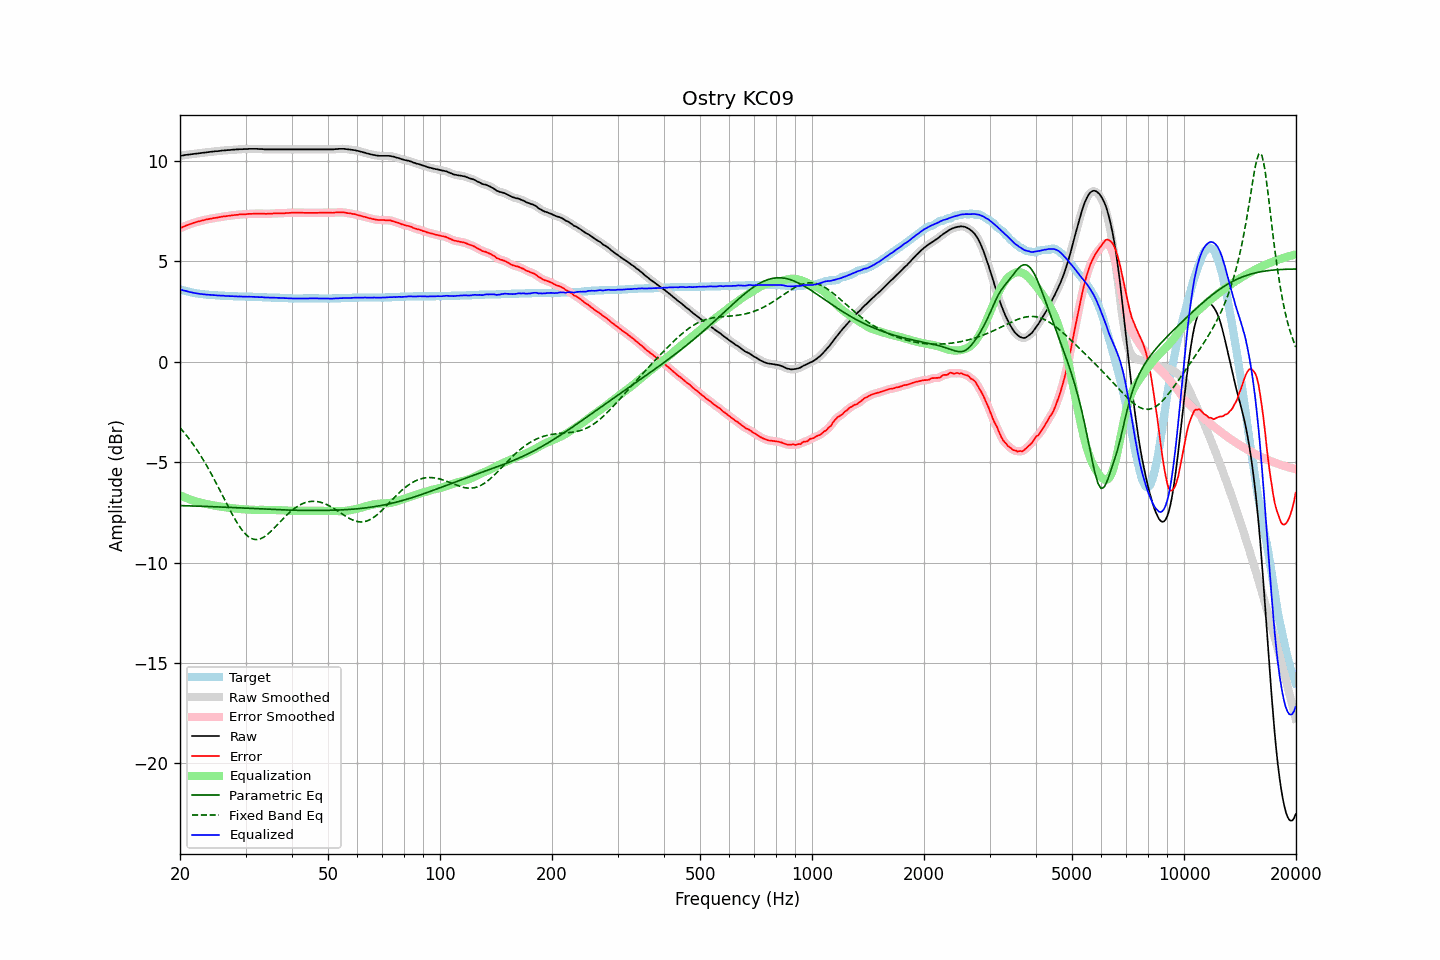 Ostry KC09
Amplitude (dBr)
10
5
0
−5
−10
−15
−20
Target
Raw Smoothed
Error Smoothed
Raw
Error
Equalization
Parametric Eq
Fixed Band Eq
Equalized
20 50 100 200 500 1000 2000 5000 10000 20000
Frequency (Hz)